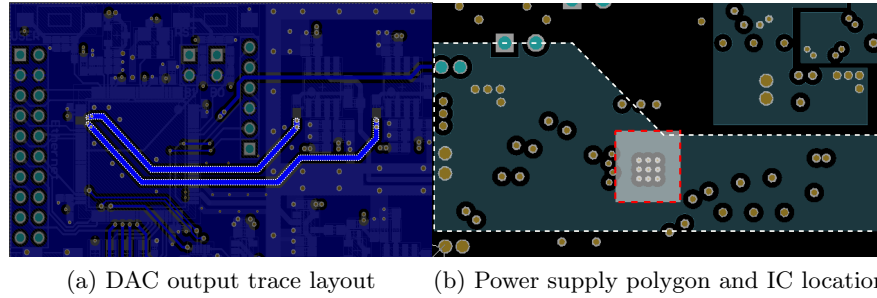 (a) DAC output trace layout
(b) Power supply polygon and IC location